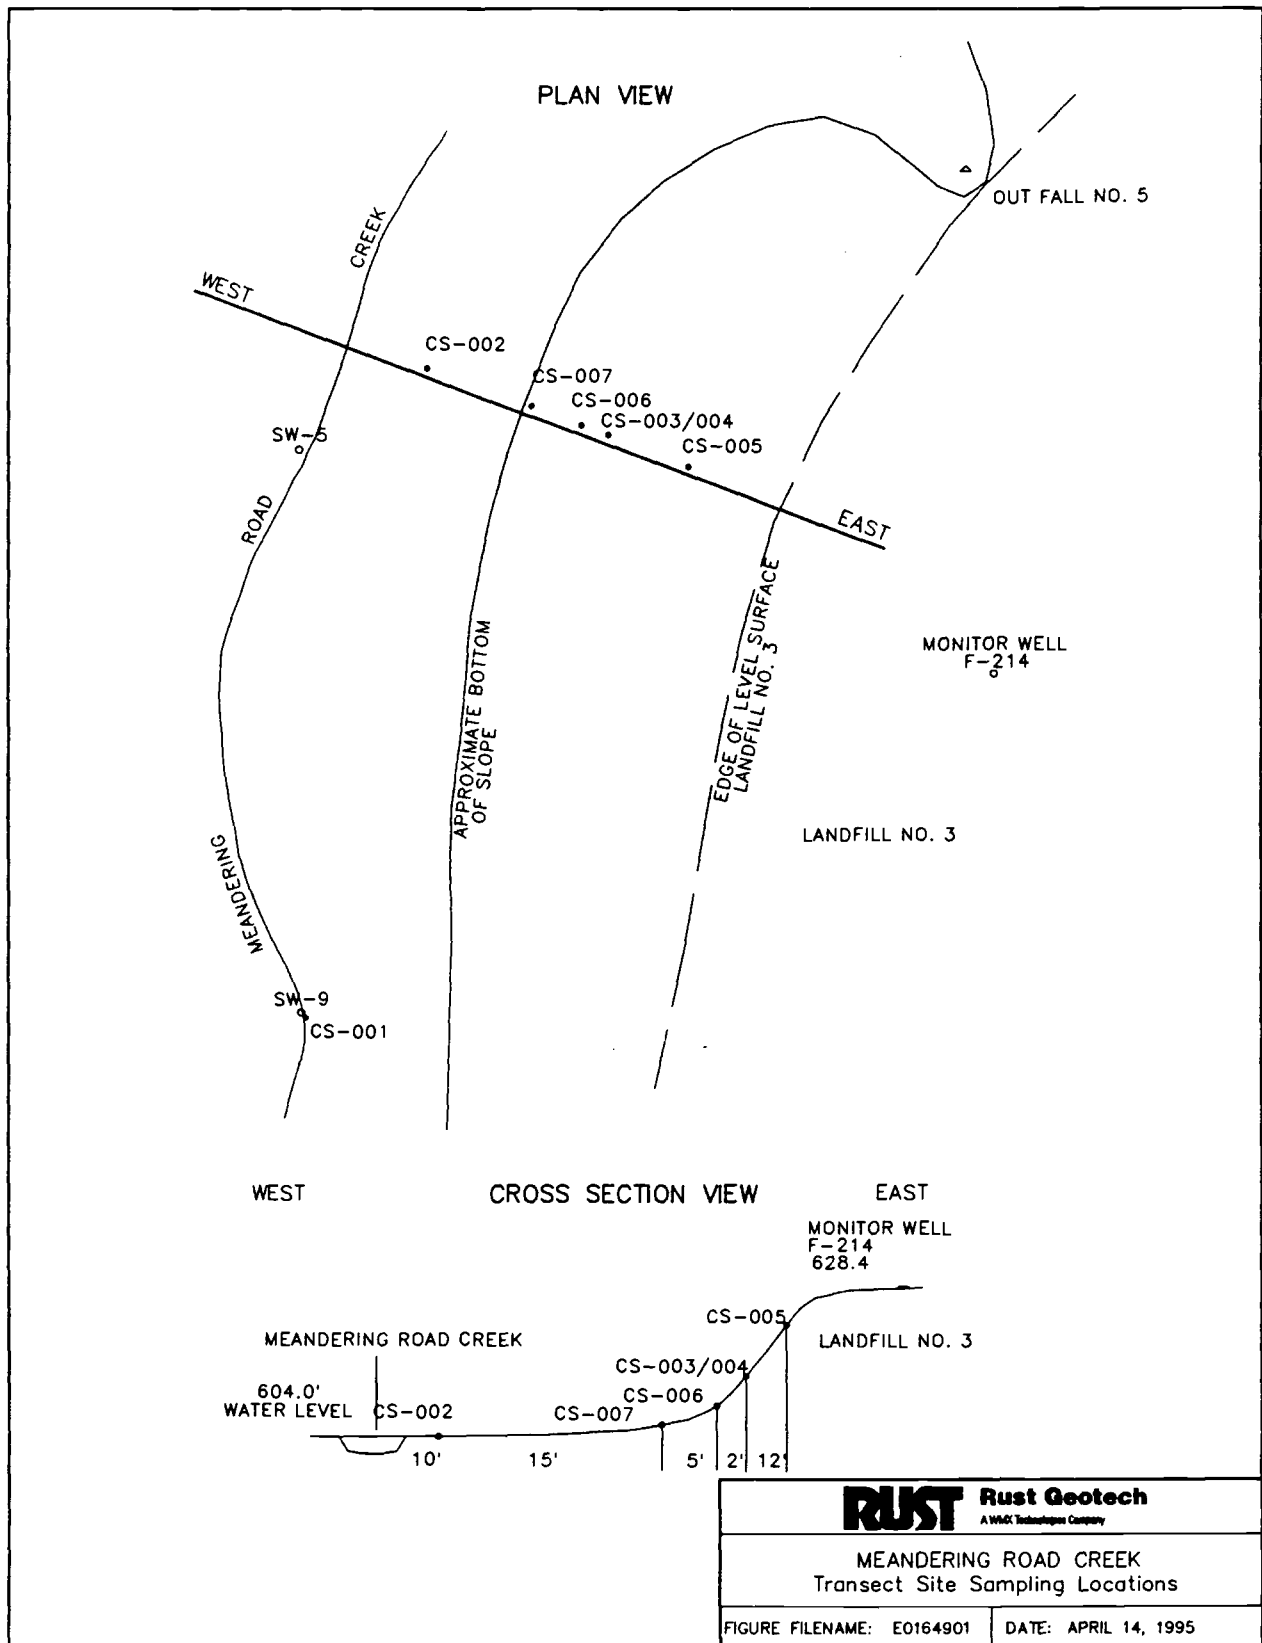 PLAN VIEW
OUT FALL NO. 5
CREEK
WEST
CS-002
CS-007
CS-006
CS-003/004
SW-5
CS-005
ROAD
EAST
EDGE OF LEVEL SURFACE
LANDFILL NO. 3
MONITOR WELL
F-214
APPROXIMATE BOTTOM
OF SLOPE
LANDFILL NO. 3
MEANDERING
SW-9
CS-001
WEST
CROSS SECTION VIEW
EAST
MONITOR WELL
F-214
628.4
CS-005
MEANDERING ROAD CREEK
LANDFILL NO. 3
CS-003/004
604.0'
WATER LEVEL
CS-002
CS-006
CS-007
10'
15'
5'
2'
12'
RUST
Rust Geotech
A WMX Technologies Company
MEANDERING ROAD CREEK
Transect Site Sampling Locations
FIGURE FILENAME: E0164901
DATE: APRIL 14, 1995